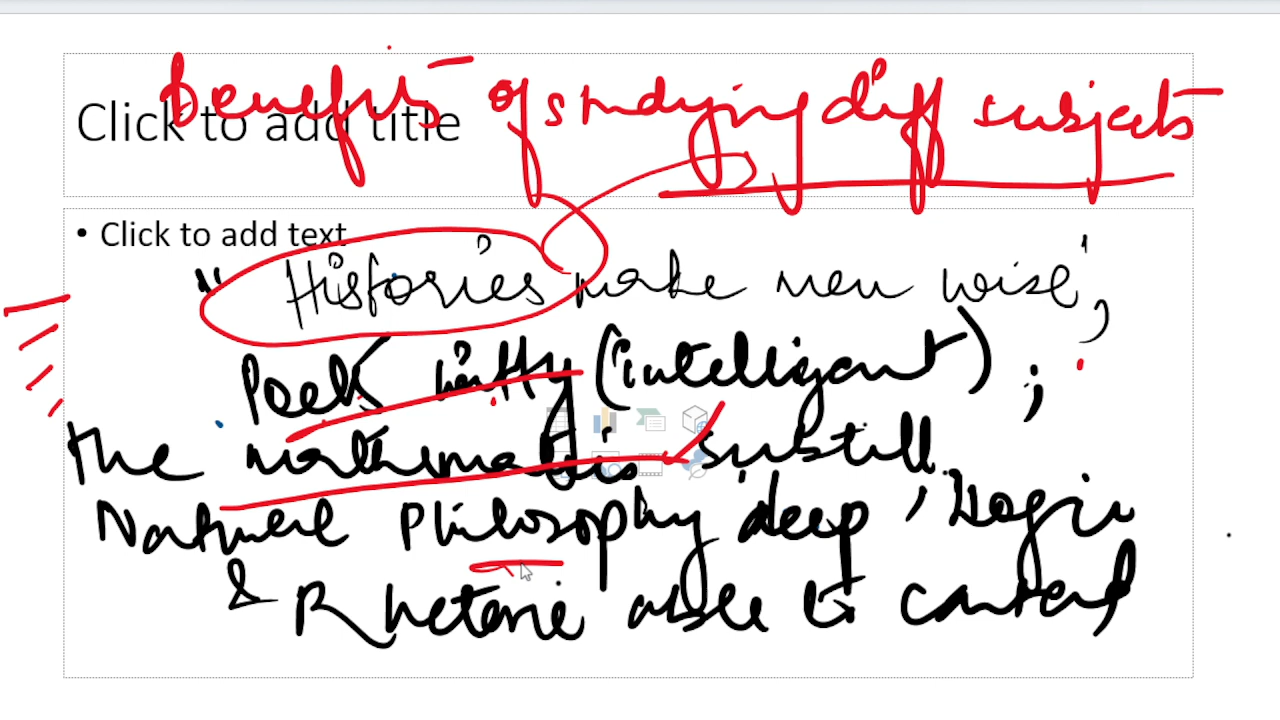 benefits of studying diff subjects
Click to add title
• Click to add text
" Histories make men wise,
Poets witty (intelligent) ;
the mathematics subtill
Natural Philosophy deep , Logic
& Rhetoric able to contend